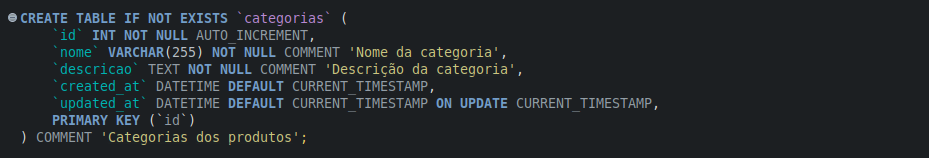 CREATE TABLE IF NOT EXISTS `categorias` (
    `id` INT NOT NULL AUTO_INCREMENT,
    `nome` VARCHAR(255) NOT NULL COMMENT 'Nome da categoria',
    `descricao` TEXT NOT NULL COMMENT 'Descrição da categoria',
    `created_at` DATETIME DEFAULT CURRENT_TIMESTAMP,
    `updated_at` DATETIME DEFAULT CURRENT_TIMESTAMP ON UPDATE CURRENT_TIMESTAMP,
    PRIMARY KEY (`id`)
) COMMENT 'Categorias dos produtos';